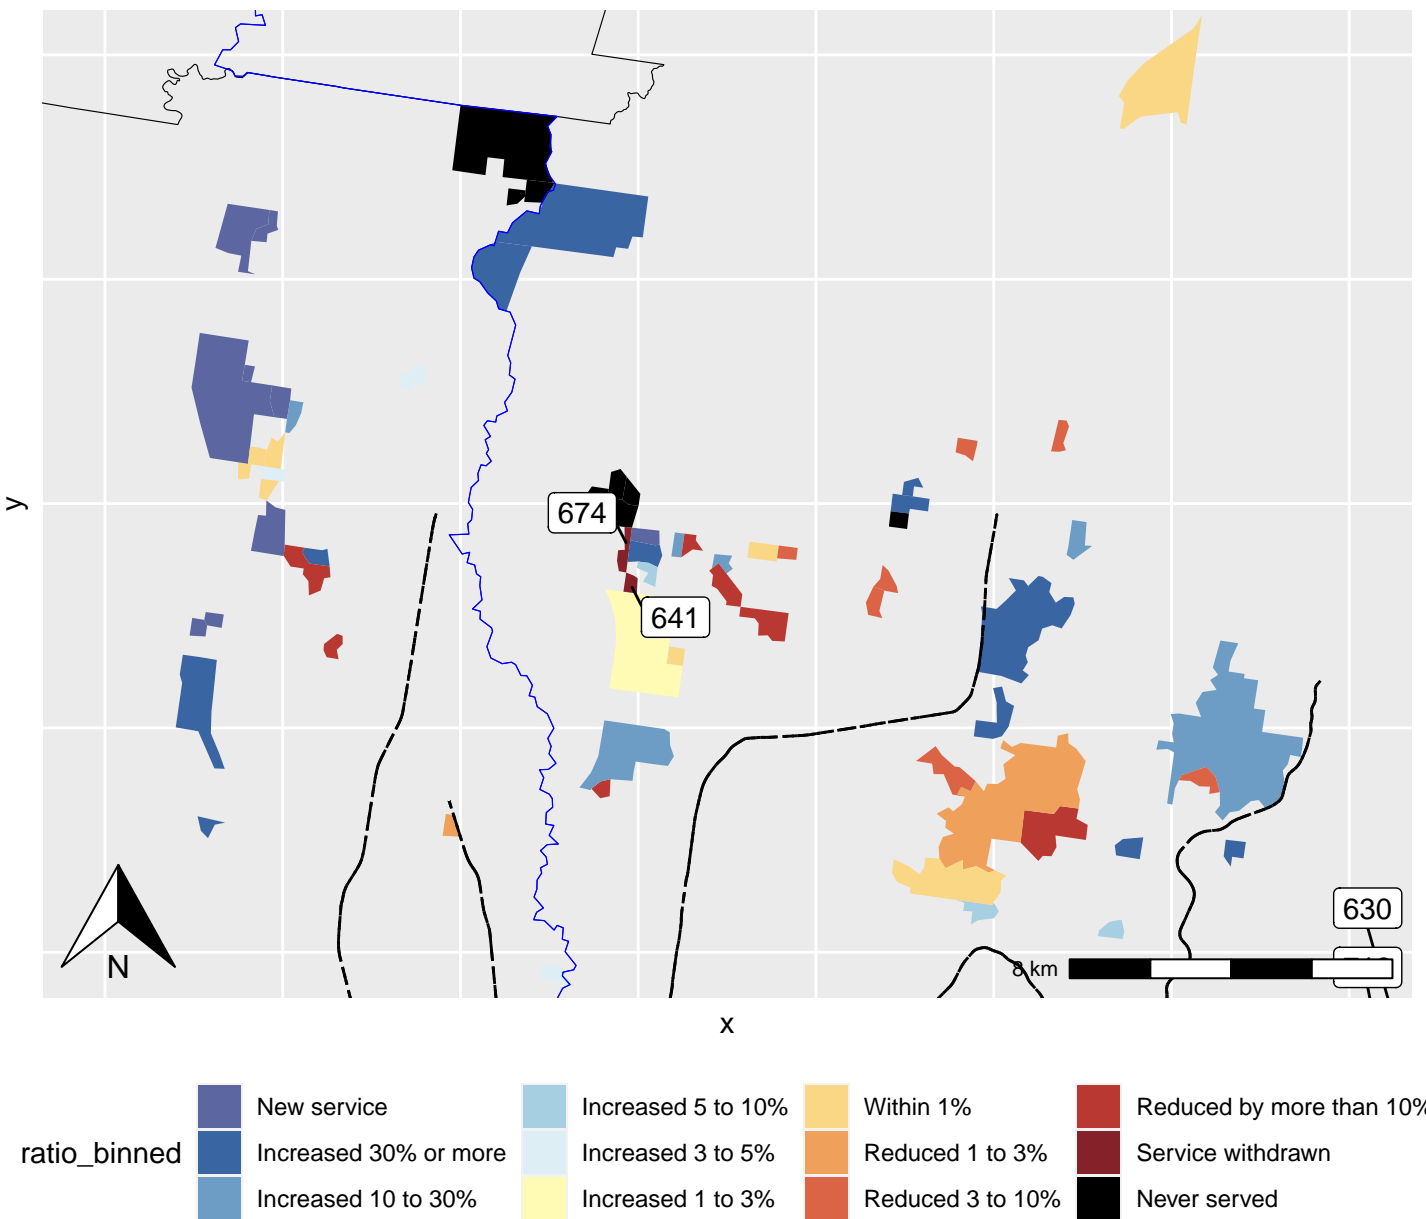 674
641
630
8 km
N
y
x
ratio_binned
New service
Increased 30% or more
Increased 10 to 30%
Increased 5 to 10%
Increased 3 to 5%
Increased 1 to 3%
Within 1%
Reduced 1 to 3%
Reduced 3 to 10%
Reduced by more than 10%
Service withdrawn
Never served